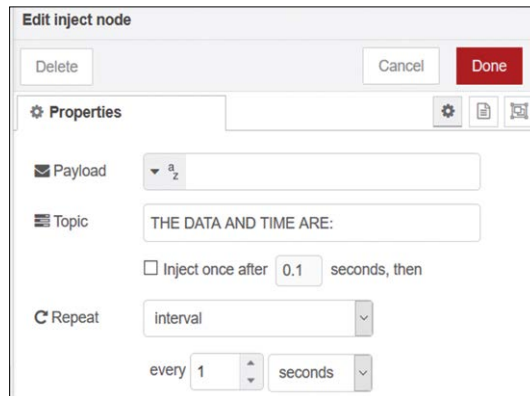 Edit inject node
Delete Cancel Done
Properties
Payload a z
Topic THE DATA AND TIME ARE:
Inject once after 0.1 seconds, then
Repeat interval
every 1 seconds